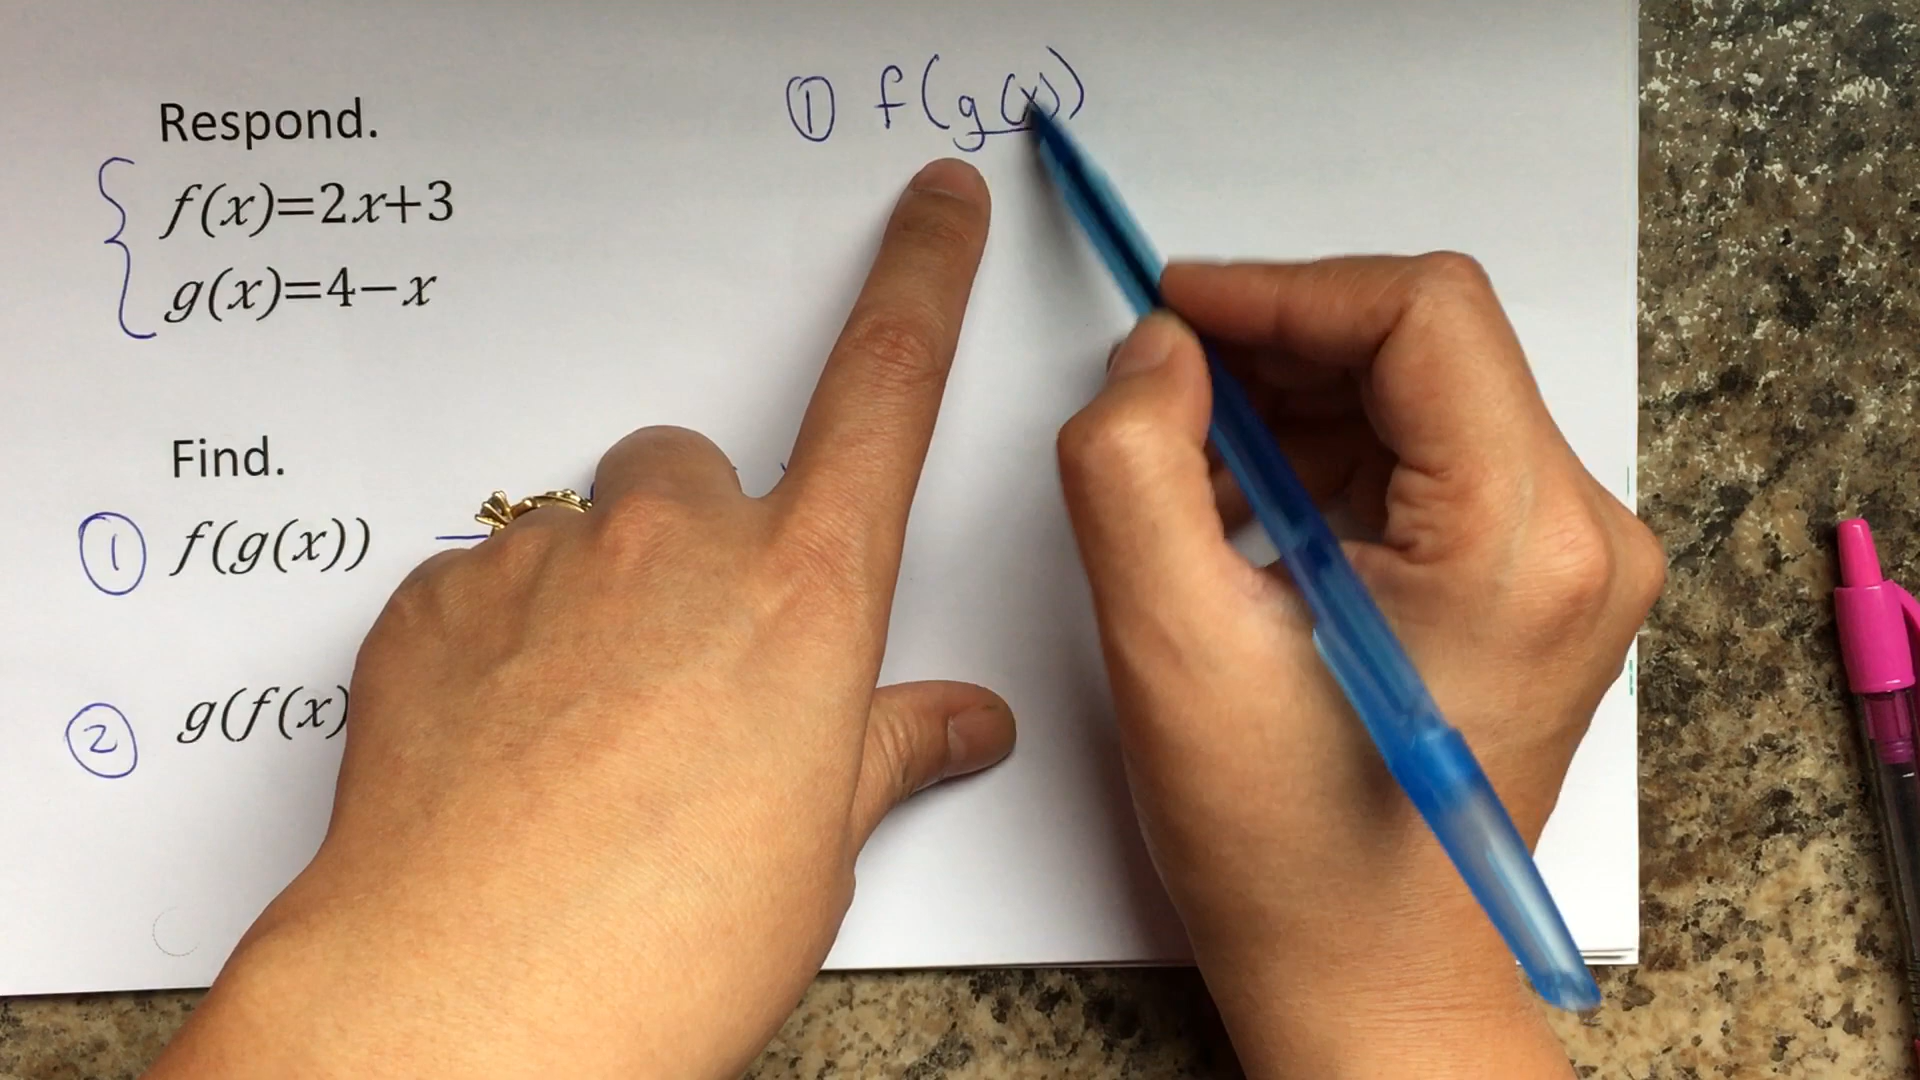 Respond.
f(x)=2x+3
g(x)=4−x
Find.
① f(g(x))
② g(f(x)
① f(g(x))